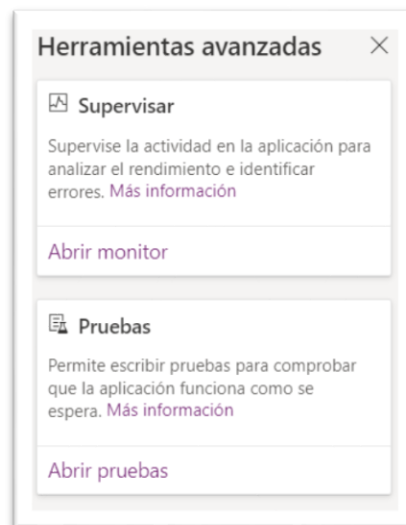 Herramientas avanzadas
Supervisar
Supervise la actividad en la aplicación para
analizar el rendimiento e identificar
errores. Más información
Abrir monitor
Pruebas
Permite escribir pruebas para comprobar
que la aplicación funciona como se
espera. Más información
Abrir pruebas